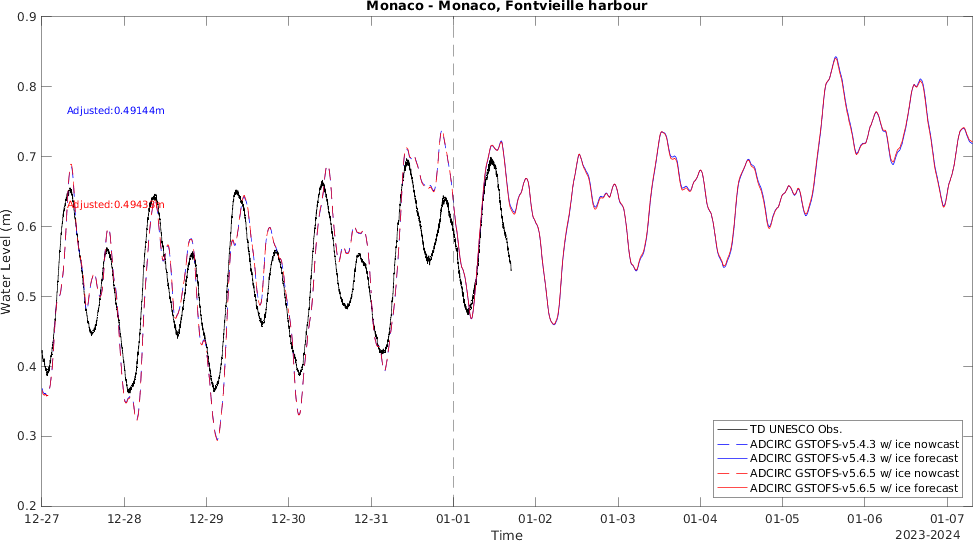 Monaco - Monaco, Fontvieille harbour
0.9
0.8
0.7
0.6
0.5
0.4
0.3
0.2
Water Level (m)
Adjusted:0.49144m
12-27 12-28 12-29 12-30 12-31 01-01 01-02 01-03 01-04 01-05 01-06 01-07
Time
2023-2024
TD UNESCO Obs.
ADCIRC GSTOFS-v5.4.3 w/ ice nowcast
ADCIRC GSTOFS-v5.4.3 w/ ice forecast
ADCIRC GSTOFS-v5.6.5 w/ ice nowcast
ADCIRC GSTOFS-v5.6.5 w/ ice forecast